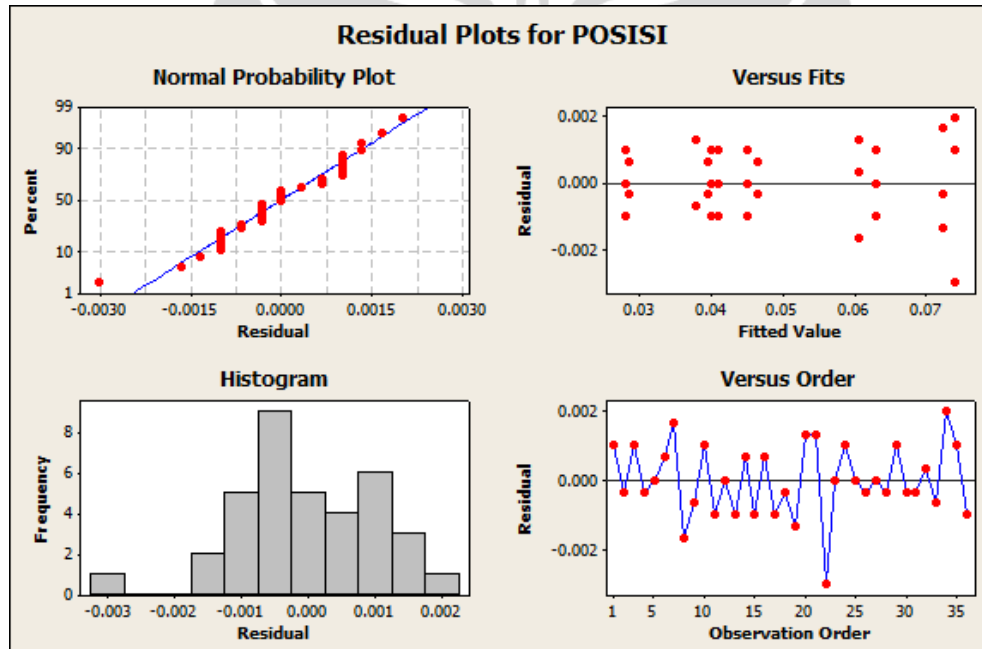 Residual Plots for POSISI
Normal Probability Plot
99
90
50
10
1
Percent
-0.0030 -0.0015 0.0000 0.0015 0.0030
Residual
Versus Fits
0.002
0.000
-0.002
Residual
0.03 0.04 0.05 0.06 0.07
Fitted Value
Histogram
8
6
4
2
0
Frequency
-0.003 -0.002 -0.001 0.000 0.001 0.002
Residual
Versus Order
0.002
0.000
-0.002
Residual
1 5 10 15 20 25 30 35
Observation Order